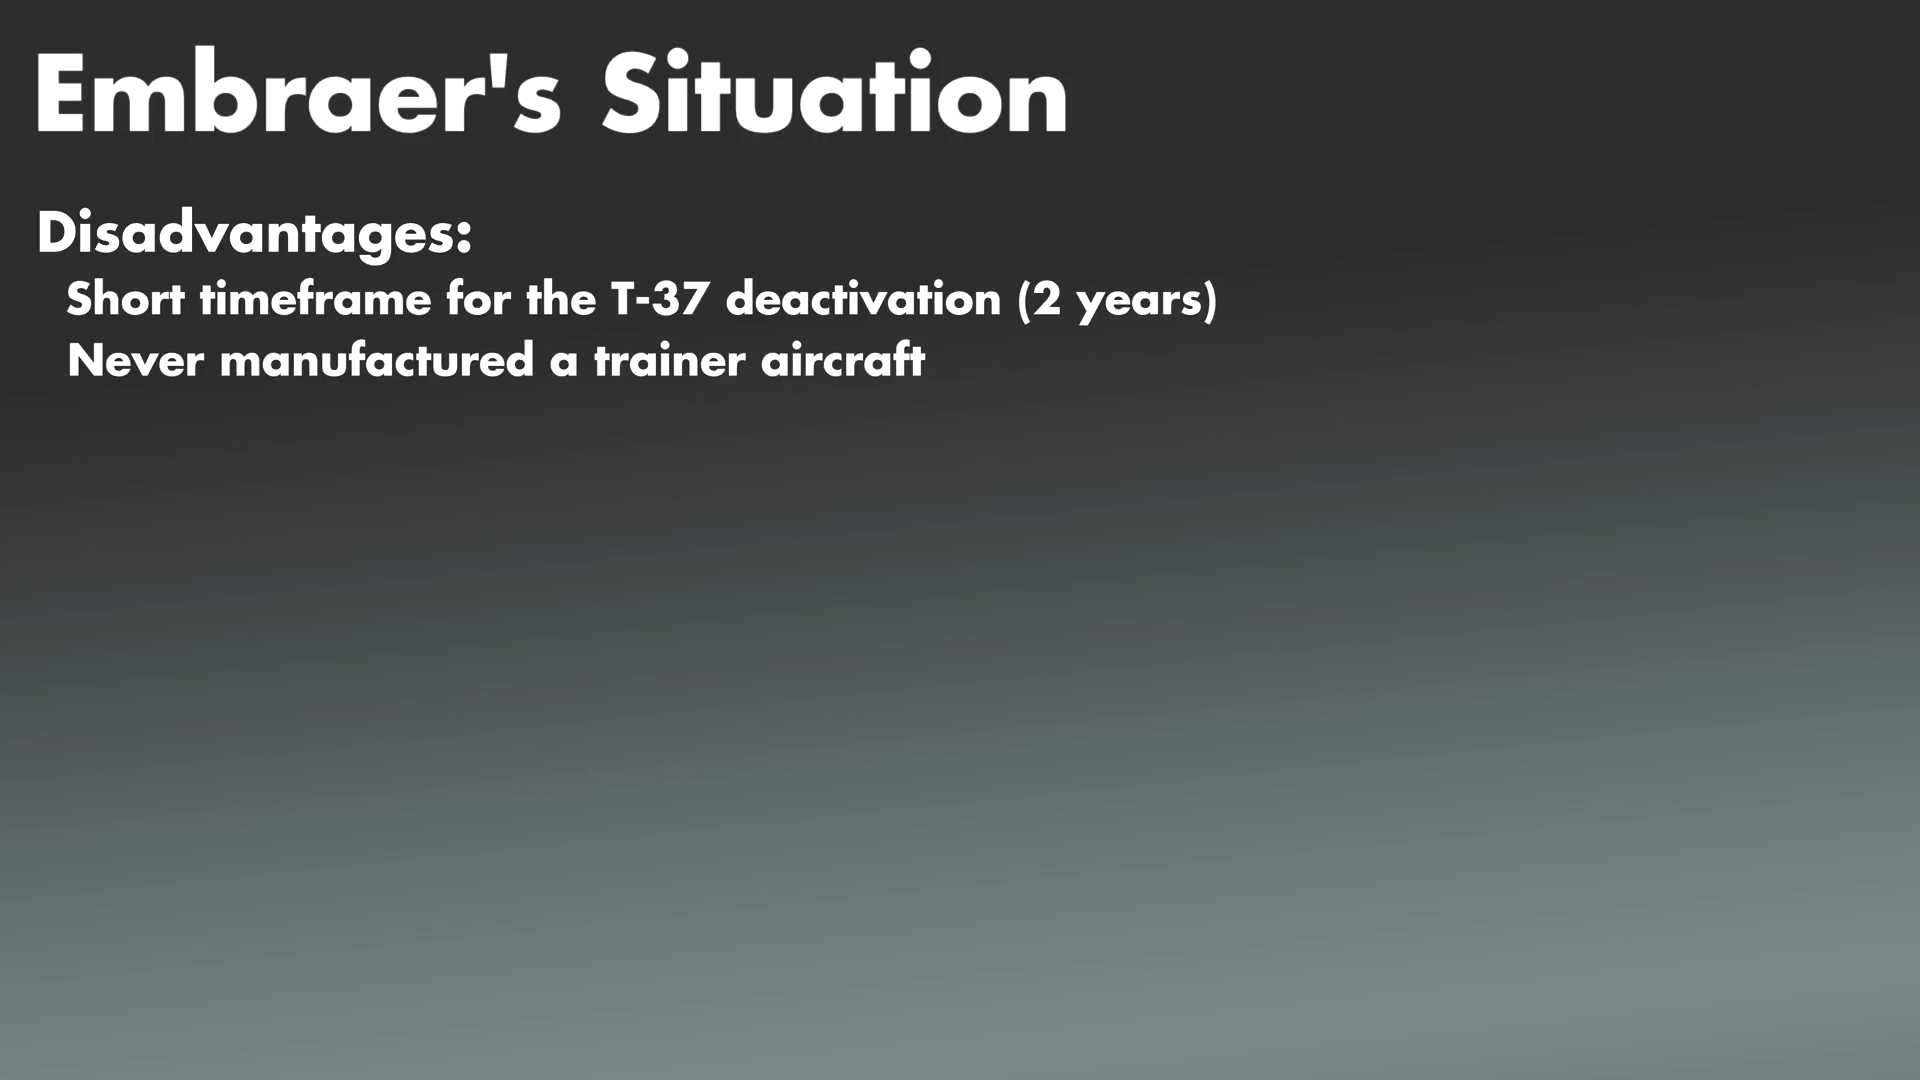 Embraer's Situation
Disadvantages:
Short timeframe for the T-37 deactivation (2 years)
Never manufactured a trainer aircraft